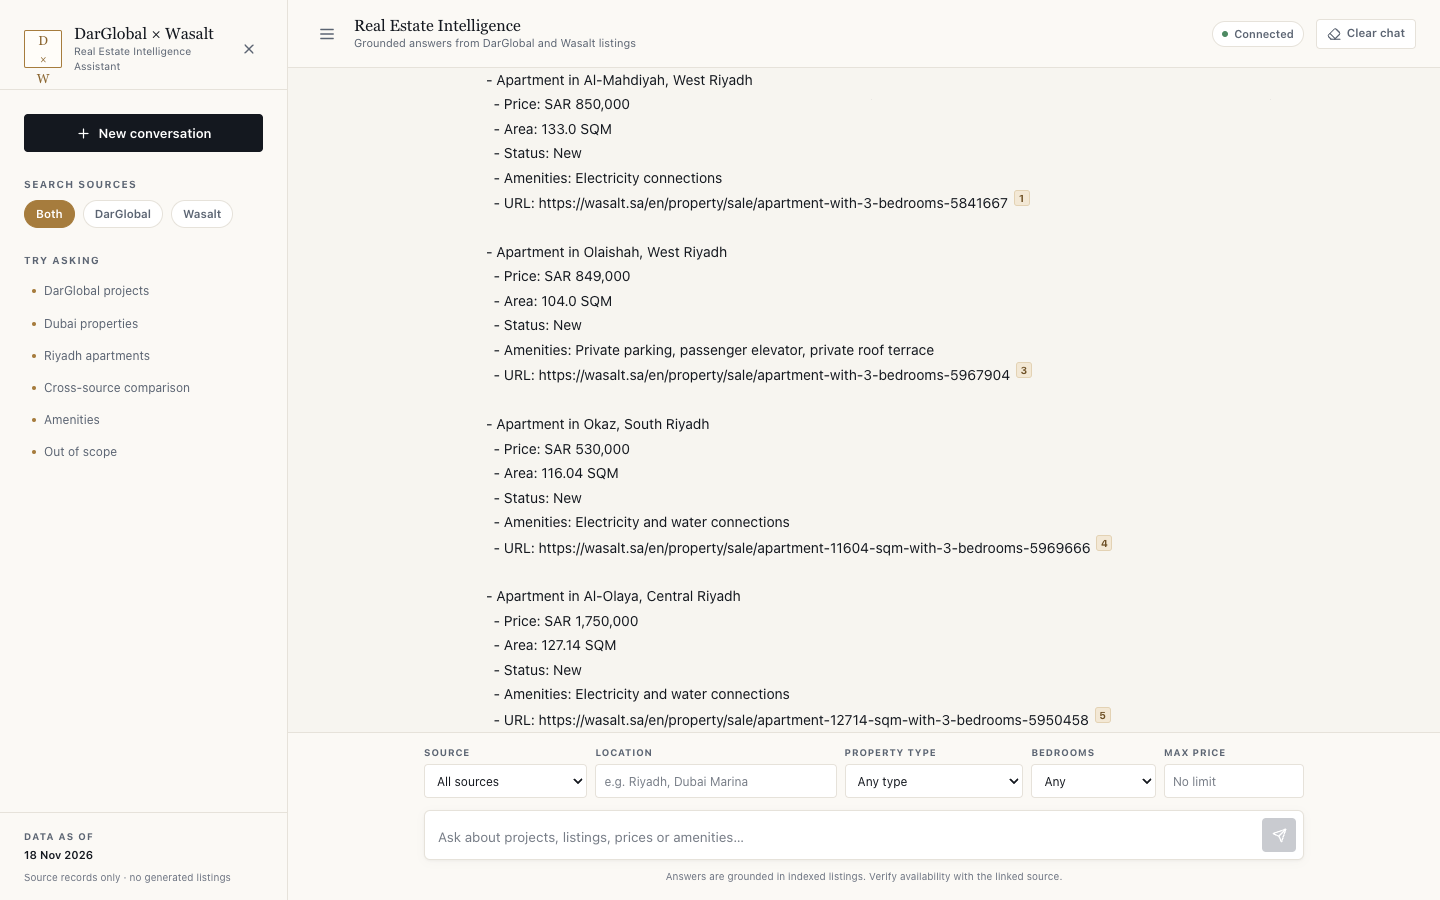 D
×
W
DarGlobal × Wasalt
Real Estate Intelligence
Assistant
New conversation
SEARCH SOURCES
Both
DarGlobal
Wasalt
TRY ASKING
DarGlobal projects
Dubai properties
Riyadh apartments
Cross-source comparison
Amenities
Out of scope
DATA AS OF
18 Nov 2026
Source records only · no generated listings
Real Estate Intelligence
Grounded answers from DarGlobal and Wasalt listings
Connected
Clear chat
- Apartment in Al-Mahdiyah, West Riyadh
- Price: SAR 850,000
- Area: 133.0 SQM
- Status: New
- Amenities: Electricity connections
- URL: https://wasalt.sa/en/property/sale/apartment-with-3-bedrooms-5841667 1
- Apartment in Olaishah, West Riyadh
- Price: SAR 849,000
- Area: 104.0 SQM
- Status: New
- Amenities: Private parking, passenger elevator, private roof terrace
- URL: https://wasalt.sa/en/property/sale/apartment-with-3-bedrooms-5967904 3
- Apartment in Okaz, South Riyadh
- Price: SAR 530,000
- Area: 116.04 SQM
- Status: New
- Amenities: Electricity and water connections
- URL: https://wasalt.sa/en/property/sale/apartment-11604-sqm-with-3-bedrooms-5969666 4
- Apartment in Al-Olaya, Central Riyadh
- Price: SAR 1,750,000
- Area: 127.14 SQM
- Status: New
- Amenities: Electricity and water connections
- URL: https://wasalt.sa/en/property/sale/apartment-12714-sqm-with-3-bedrooms-5950458 5
SOURCE
All sources
LOCATION
e.g. Riyadh, Dubai Marina
PROPERTY TYPE
Any type
BEDROOMS
Any
MAX PRICE
No limit
Ask about projects, listings, prices or amenities…
Answers are grounded in indexed listings. Verify availability with the linked source.